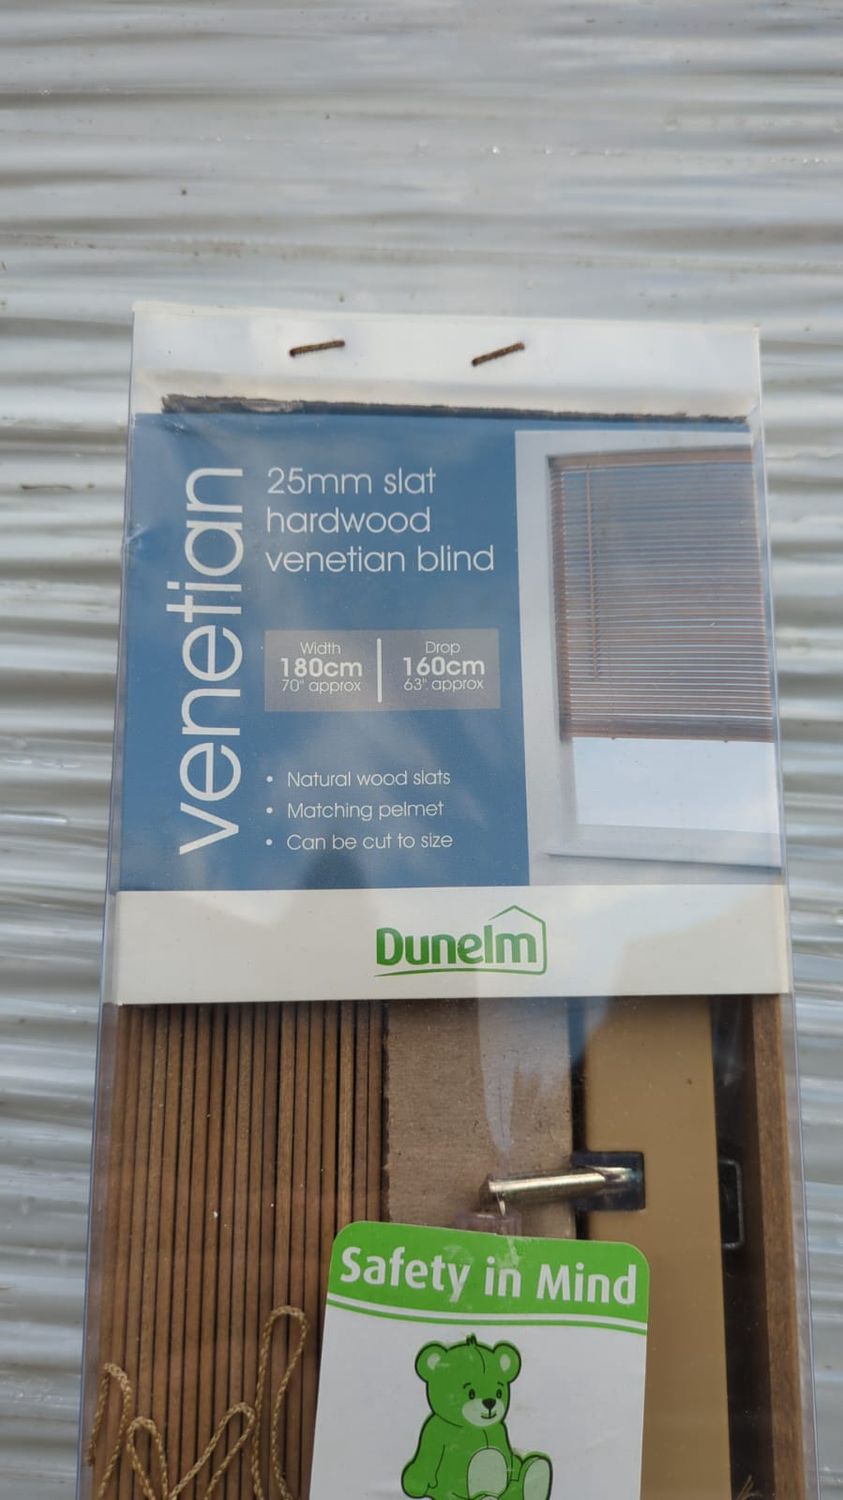 venetian
25mm slat
hardwood
venetian blind
Width
180cm
70" approx
Drop
160cm
63" approx
• Natural wood slats
• Matching pelmet
• Can be cut to size
Dunelm
Safety in Mind